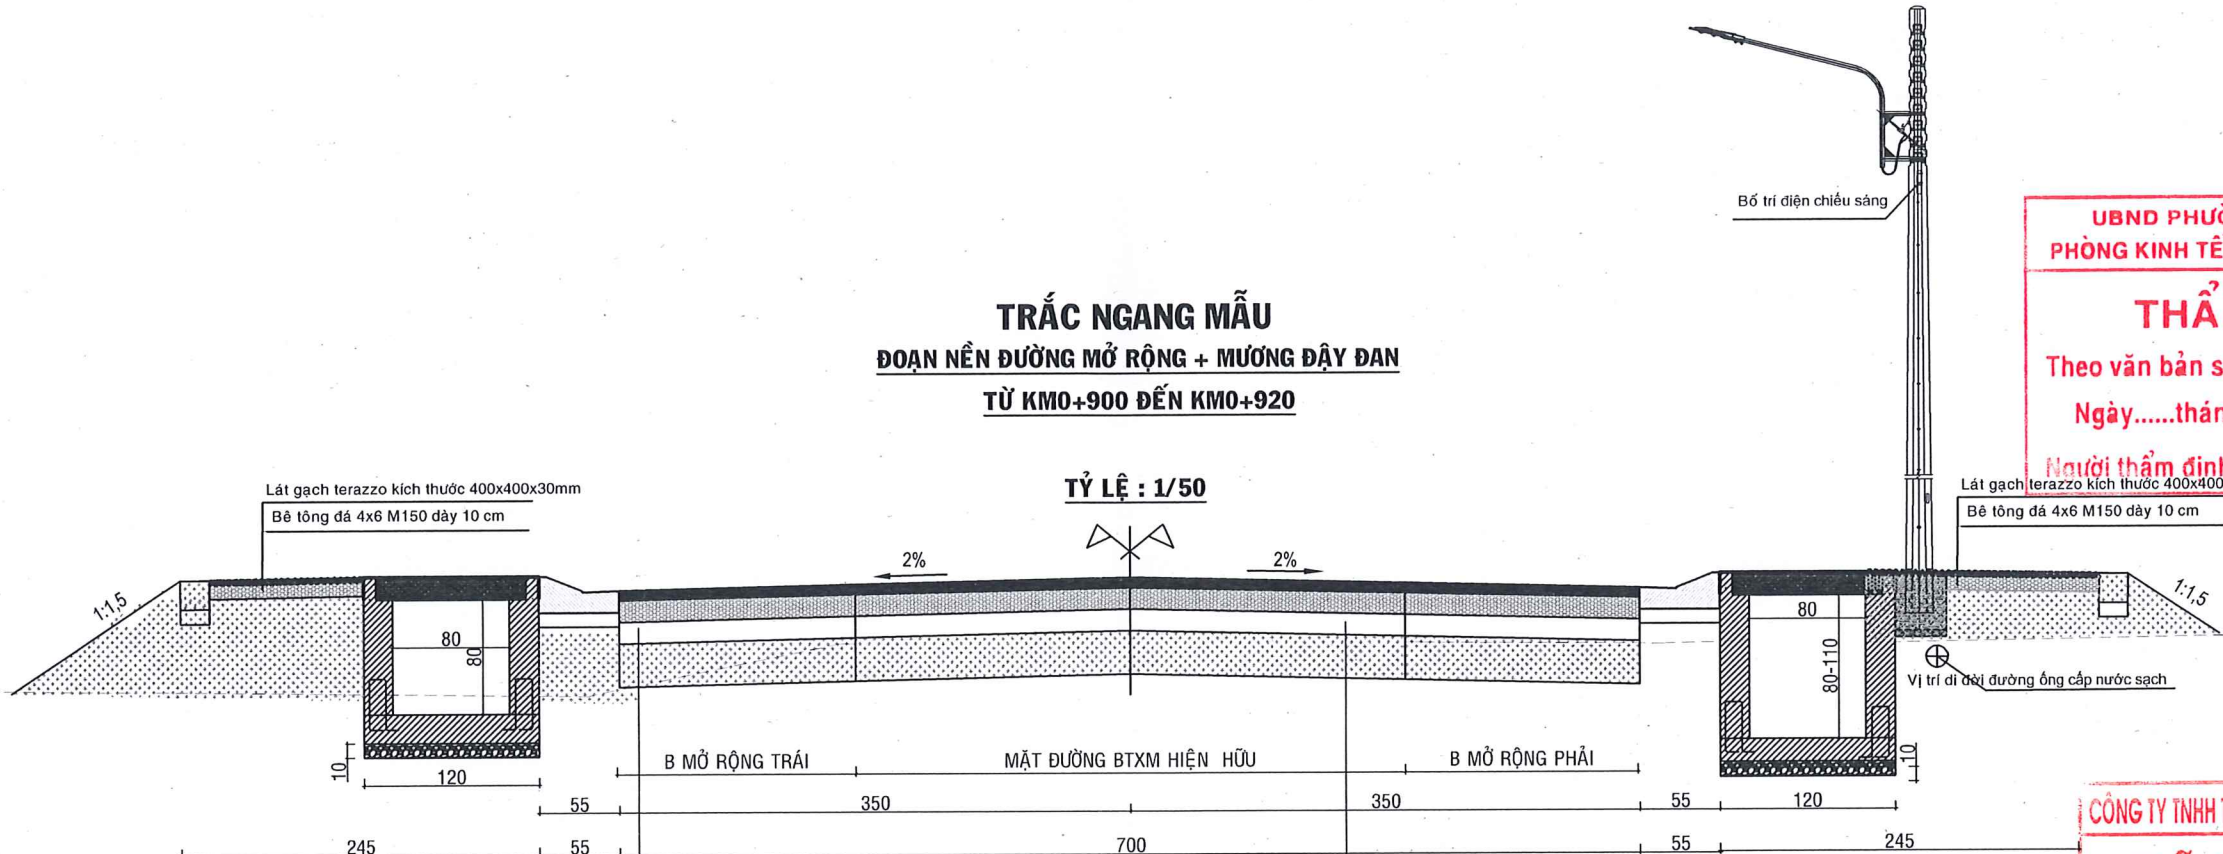 Bố trí điện chiếu sáng
UBND PHƯỜ
PHÒNG KINH TẾ
THẨ
Theo văn bản s
Ngày......thán
Người thẩm định
TRẮC NGANG MẪU
ĐOẠN NỀN ĐƯỜNG MỞ RỘNG + MƯƠNG ĐẬY ĐAN
TỪ KM0+900 ĐẾN KM0+920
TỶ LỆ : 1/50
Lát gạch terazzo kích thước 400x400x30mm
Bê tông đá 4x6 M150 dày 10 cm
Lát gạch terazzo kích thước 400x400
Bê tông đá 4x6 M150 dày 10 cm
2%
2%
1:1,5
1:1,5
80
80
80
80-110
Vị trí di dời đường ống cấp nước sạch
B MỞ RỘNG TRÁI
MẶT ĐƯỜNG BTXM HIỆN HỮU
B MỞ RỘNG PHẢI
10
120
10
55
350
350
55
120
CÔNG TY TNHH
245
55
700
55
245